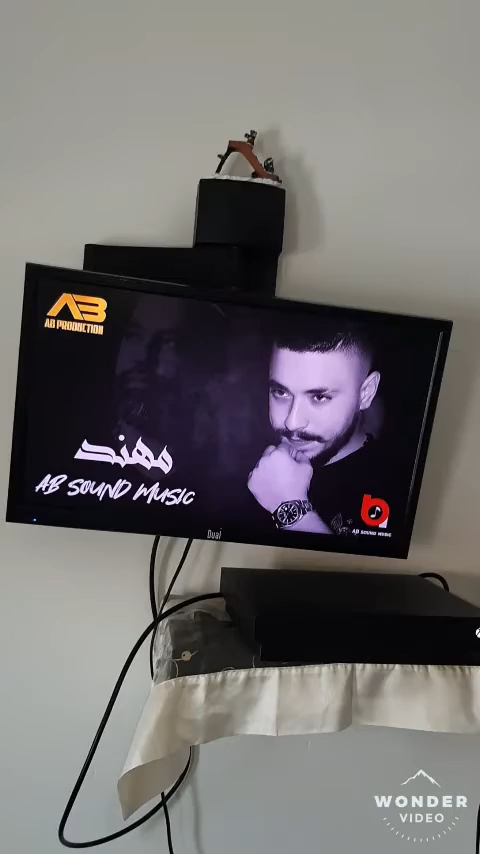 AB
AB PRODUCTION
مهند
AB SOUND MUSIC
AB SOUND MUSIC
Dual
WONDER
VIDEO